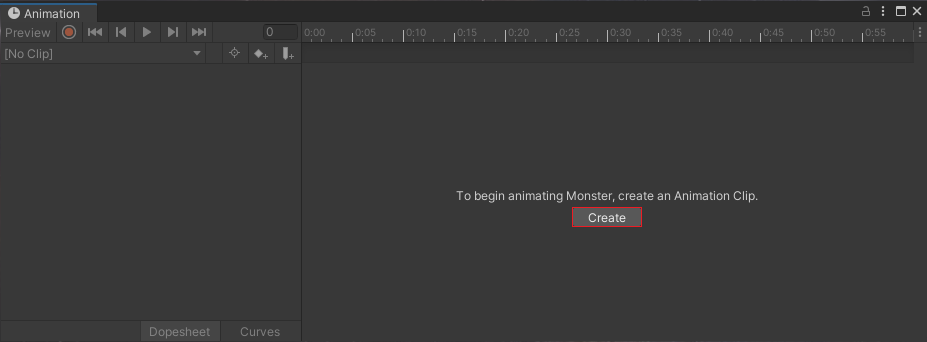 Animation
Preview 0 0:00 0:05 0:10 0:15 0:20 0:25 0:30 0:35 0:40 0:45 0:50 0:55
[No Clip]
To begin animating Monster, create an Animation Clip.
Create
Dopesheet Curves